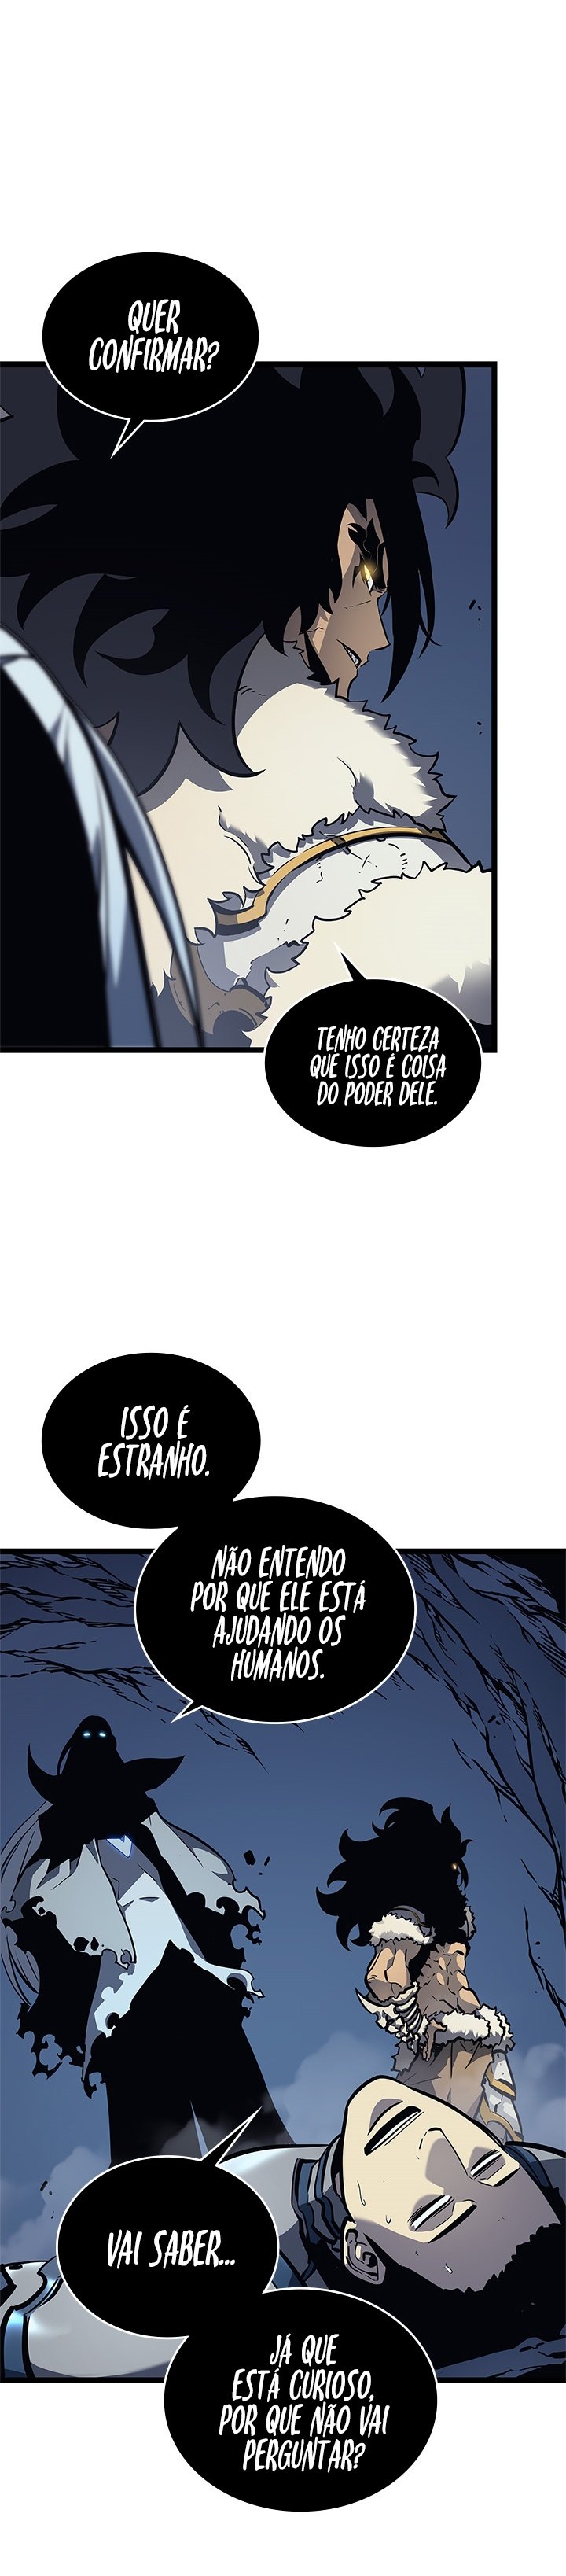 QUER
CONFIRMAR?
TENHO CERTEZA
QUE ISSO É COISA
DO PODER DELE.
ISSO É
ESTRANHO.
NÃO ENTENDO
POR QUE ELE ESTÁ
AJUDANDO OS
HUMANOS.
VAI SABER...
JÁ QUE
ESTÁ CURIOSO,
POR QUE NÃO VAI
PERGUNTAR?